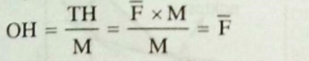 OH = TH / M = F̅ × M / M = F̅